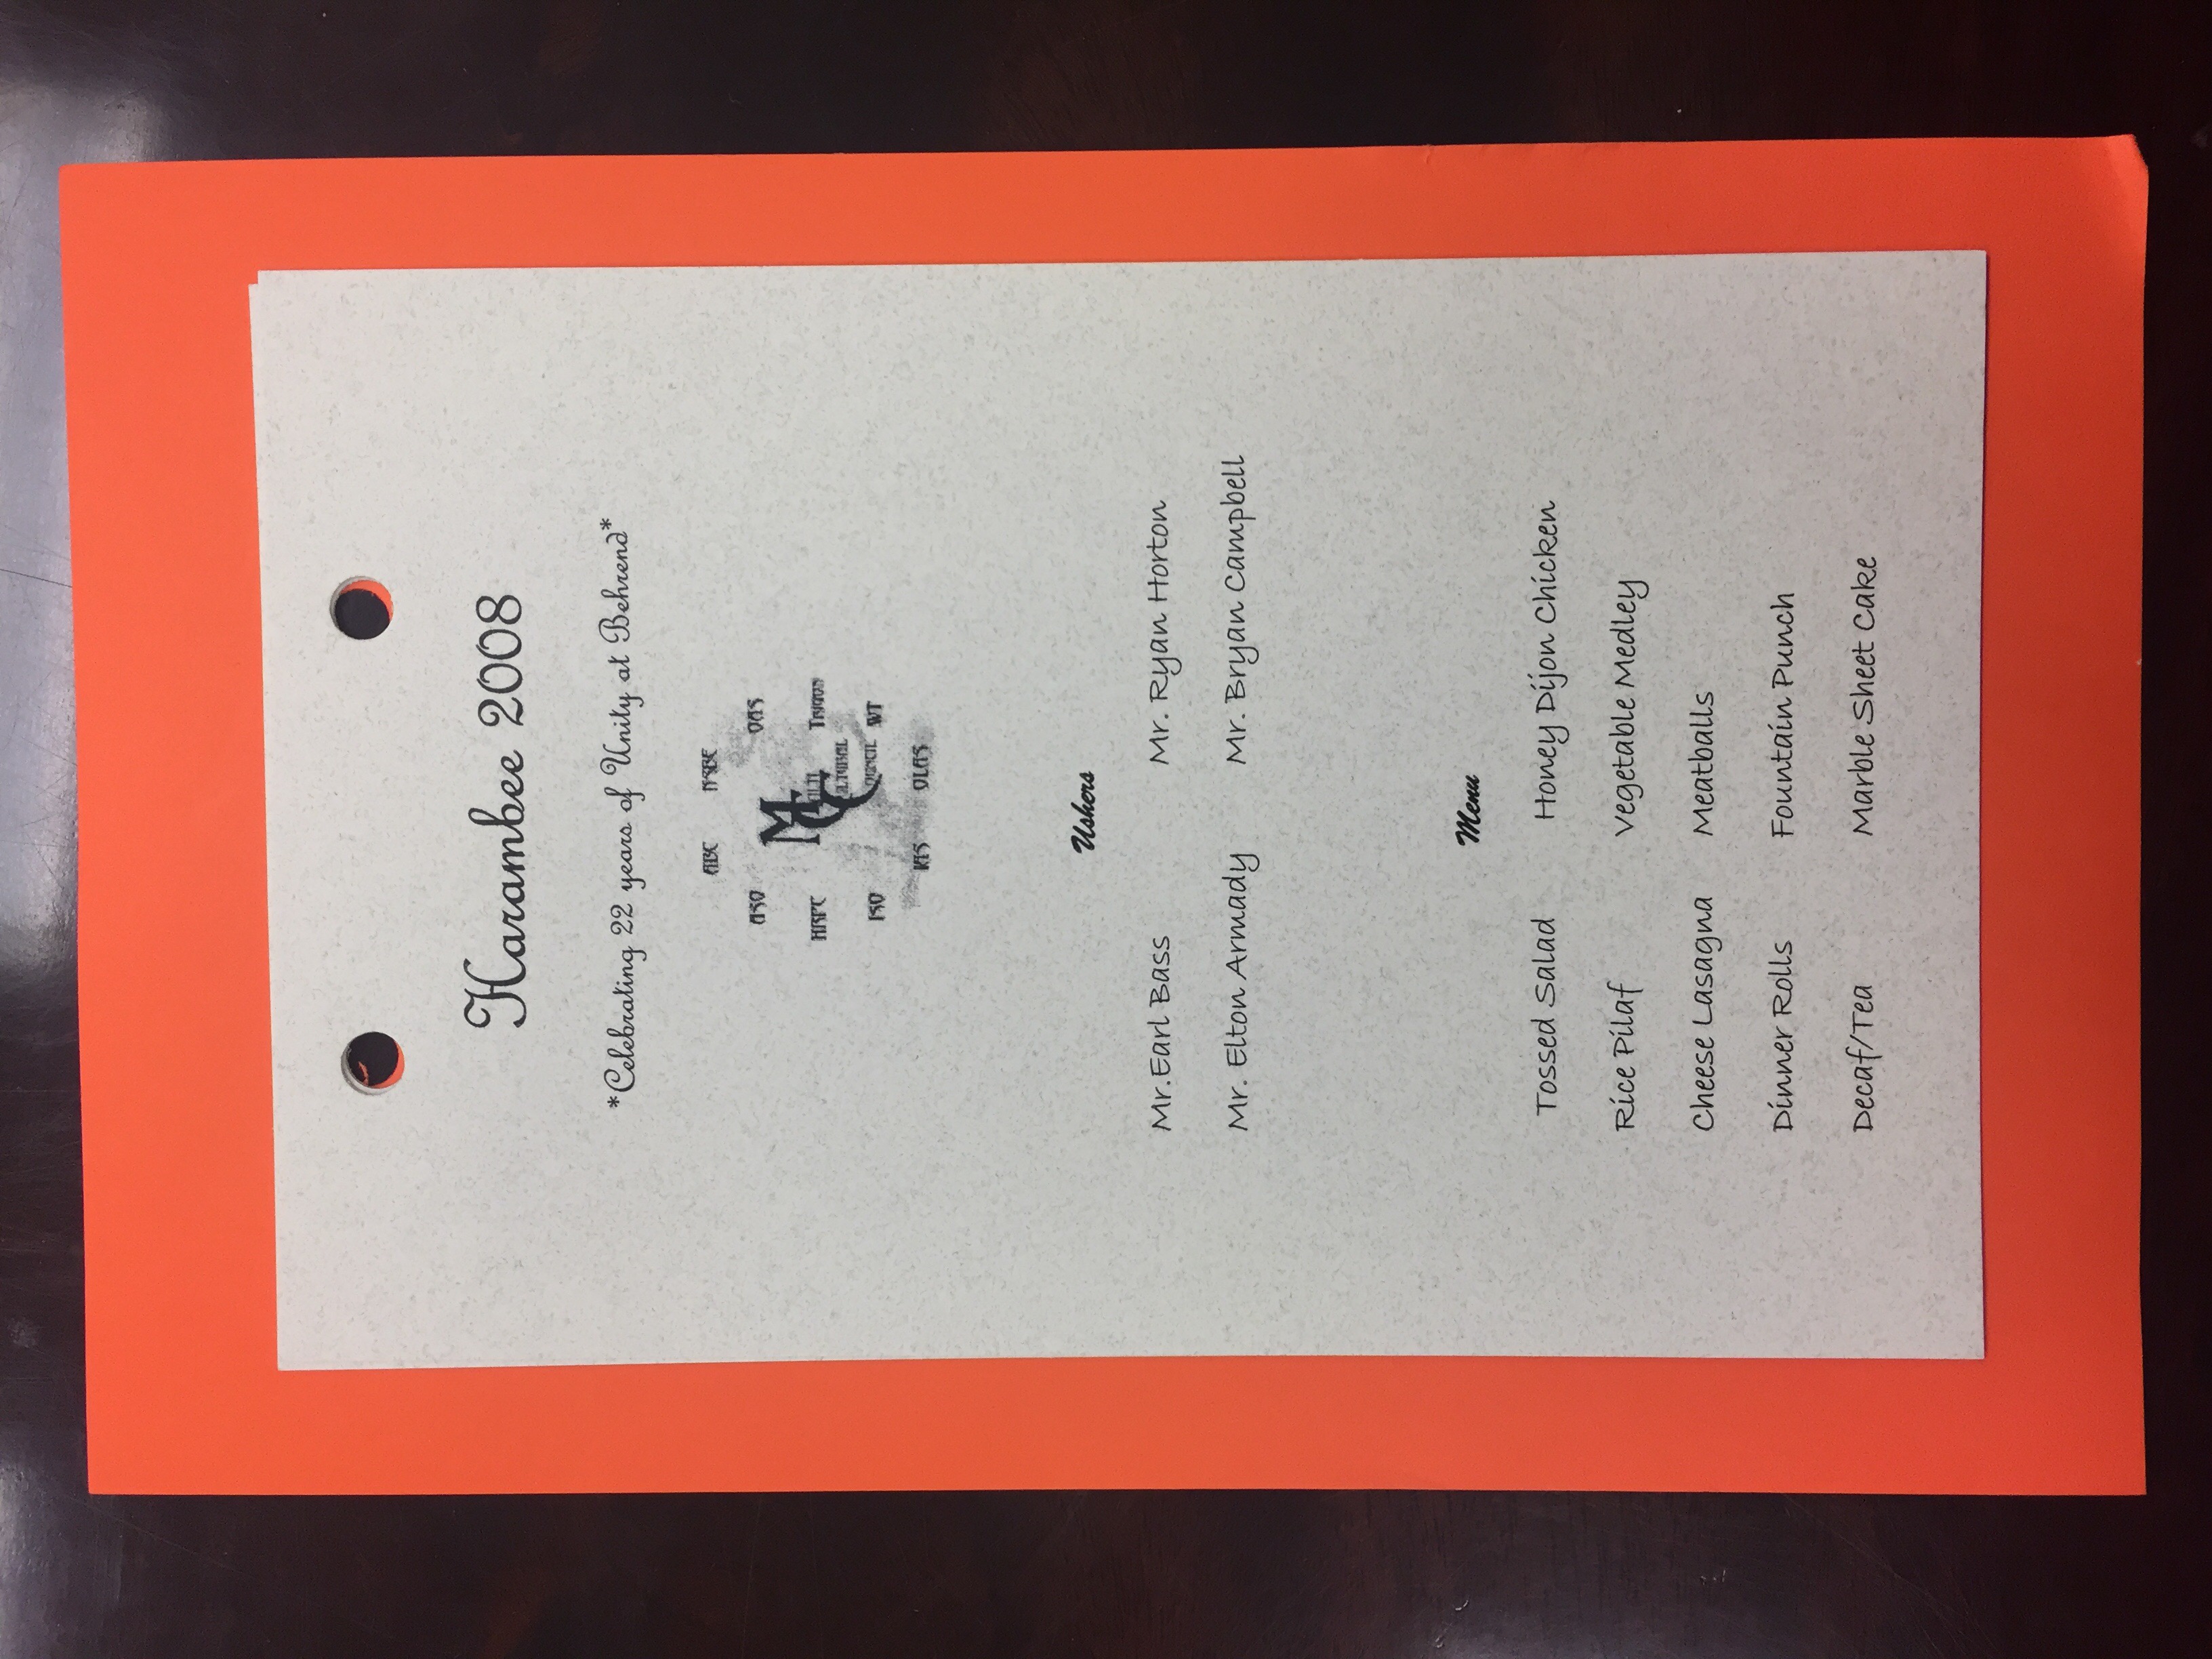 Harambee 2008
*Celebrating 22 years of Unity at Behrend*
ABC NSBE
ASO OAS
HRPC Multi Trigon
Cultural
ISO Council WT
KAS OLAS
Ushers
Mr.Earl Bass Mr. Ryan Horton
Mr. Elton Armady Mr. Bryan Campbell
Menu
Tossed Salad Honey Dijon Chicken
Rice Pilaf Vegetable Medley
Cheese Lasagna Meatballs
Dinner Rolls Fountain Punch
Decaf/Tea Marble Sheet Cake